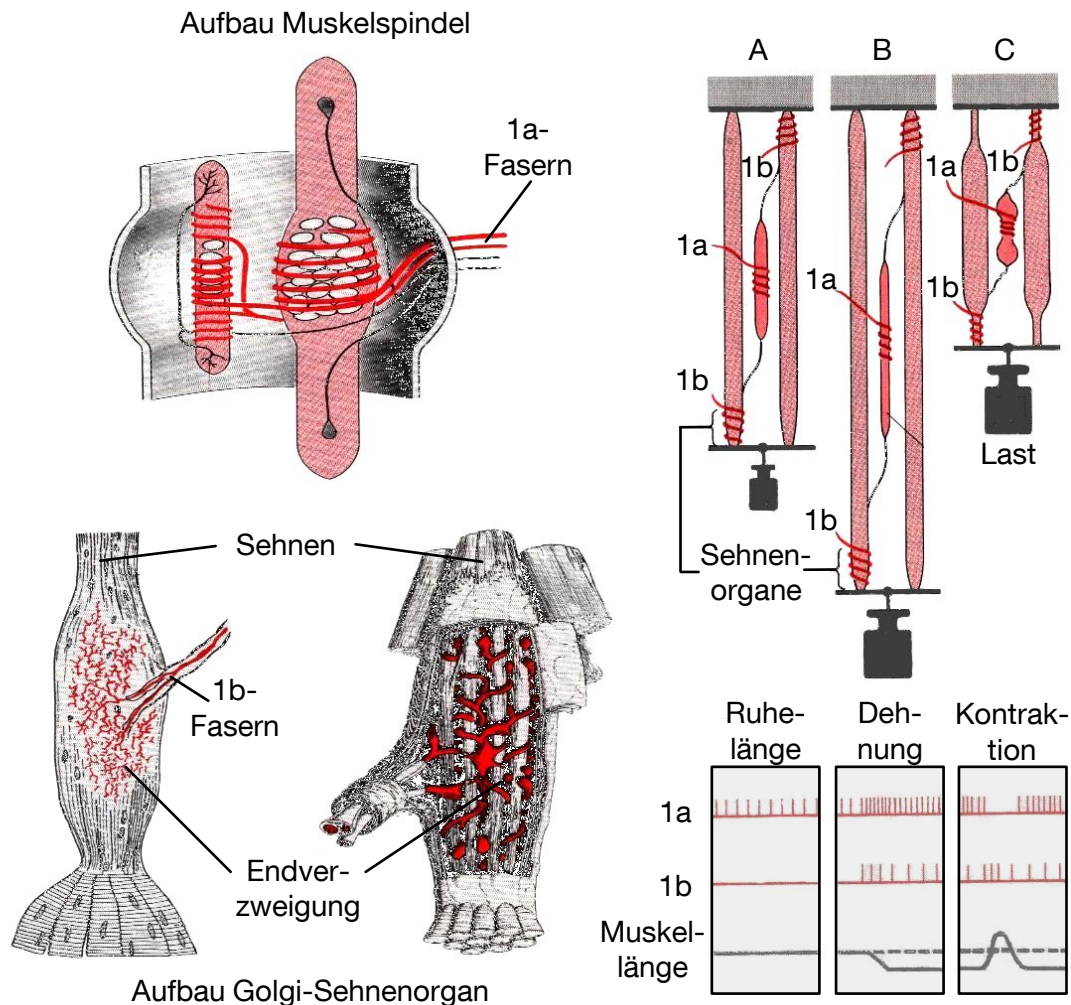 Aufbau Muskelspindel
1a-
Fasern
Sehnen
1b-
Fasern
Endver-
zweigung
Aufbau Golgi-Sehnenorgan
A
B
C
1b
1a
1b
1a
1b
1a
1b
1b
Last
Sehnen-
organe
Ruhe-
länge
Deh-
nung
Kontrak-
tion
1a
1b
Muskel-
länge